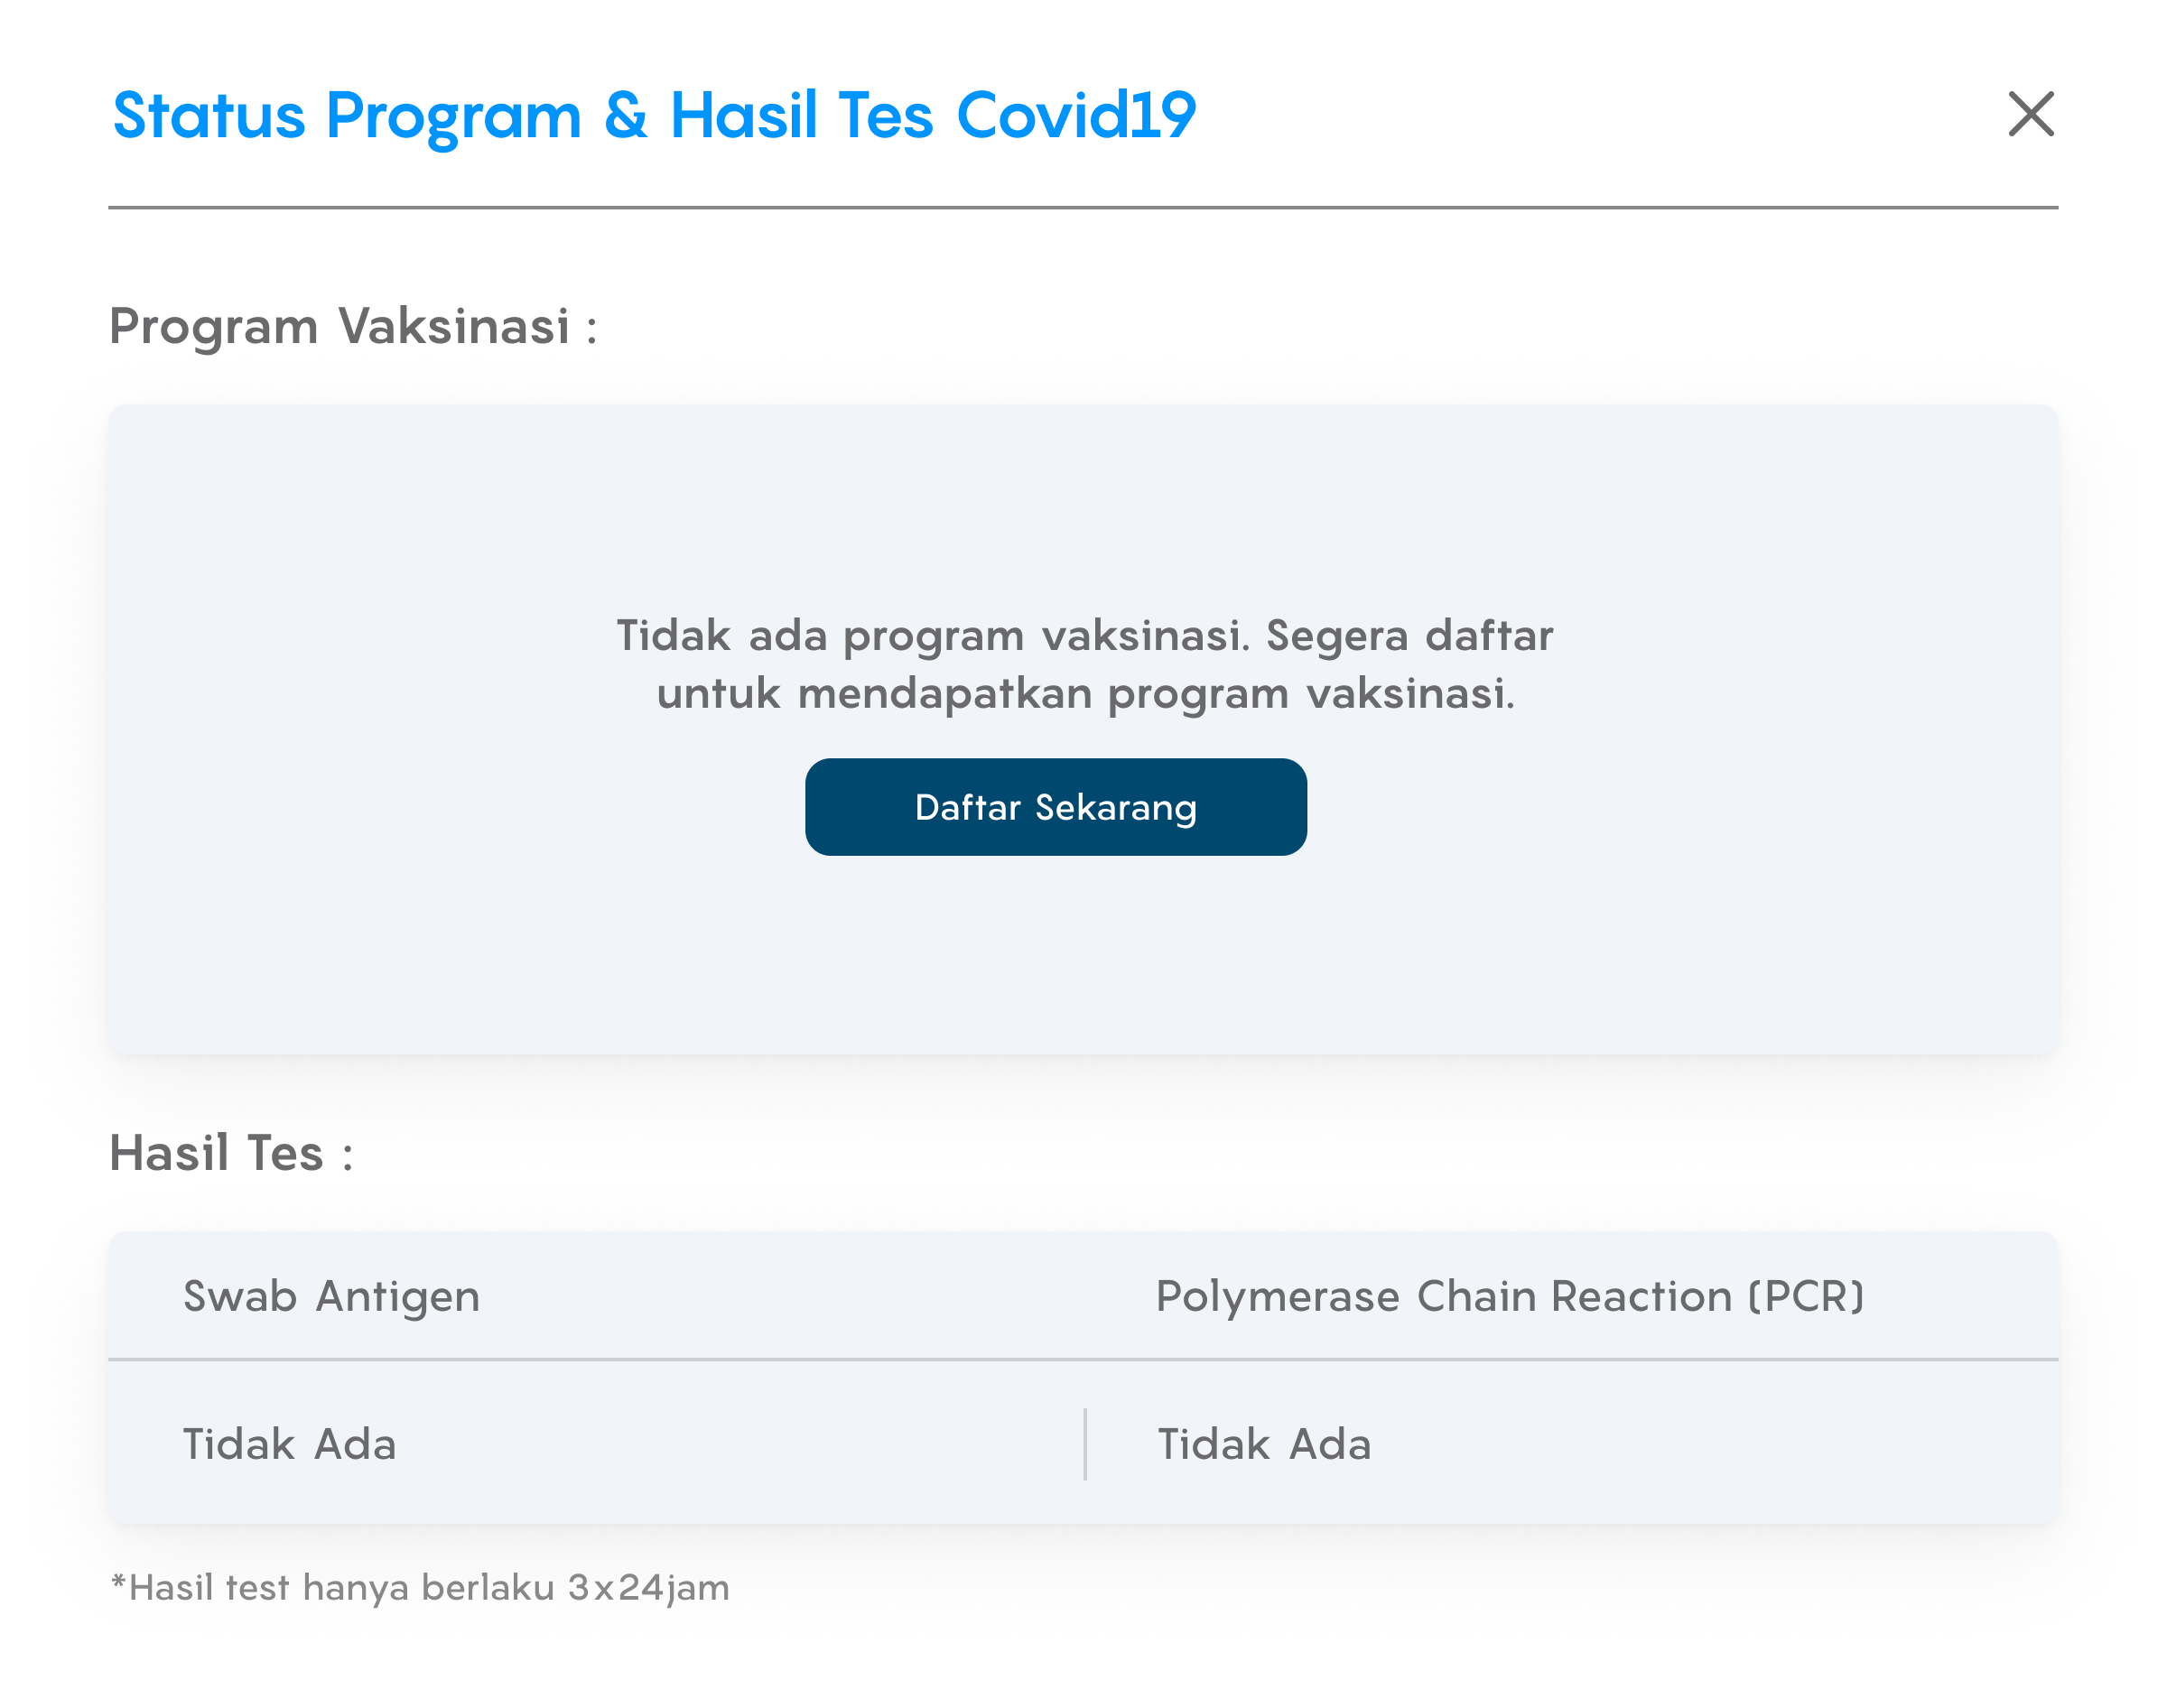 Status Program & Hasil Tes Covid19
Program Vaksinasi :
Tidak ada program vaksinasi. Segera daftar
untuk mendapatkan program vaksinasi.
Daftar Sekarang
Hasil Tes :
Swab Antigen
Polymerase Chain Reaction (PCR)
Tidak Ada
Tidak Ada
*Hasil test hanya berlaku 3x24jam